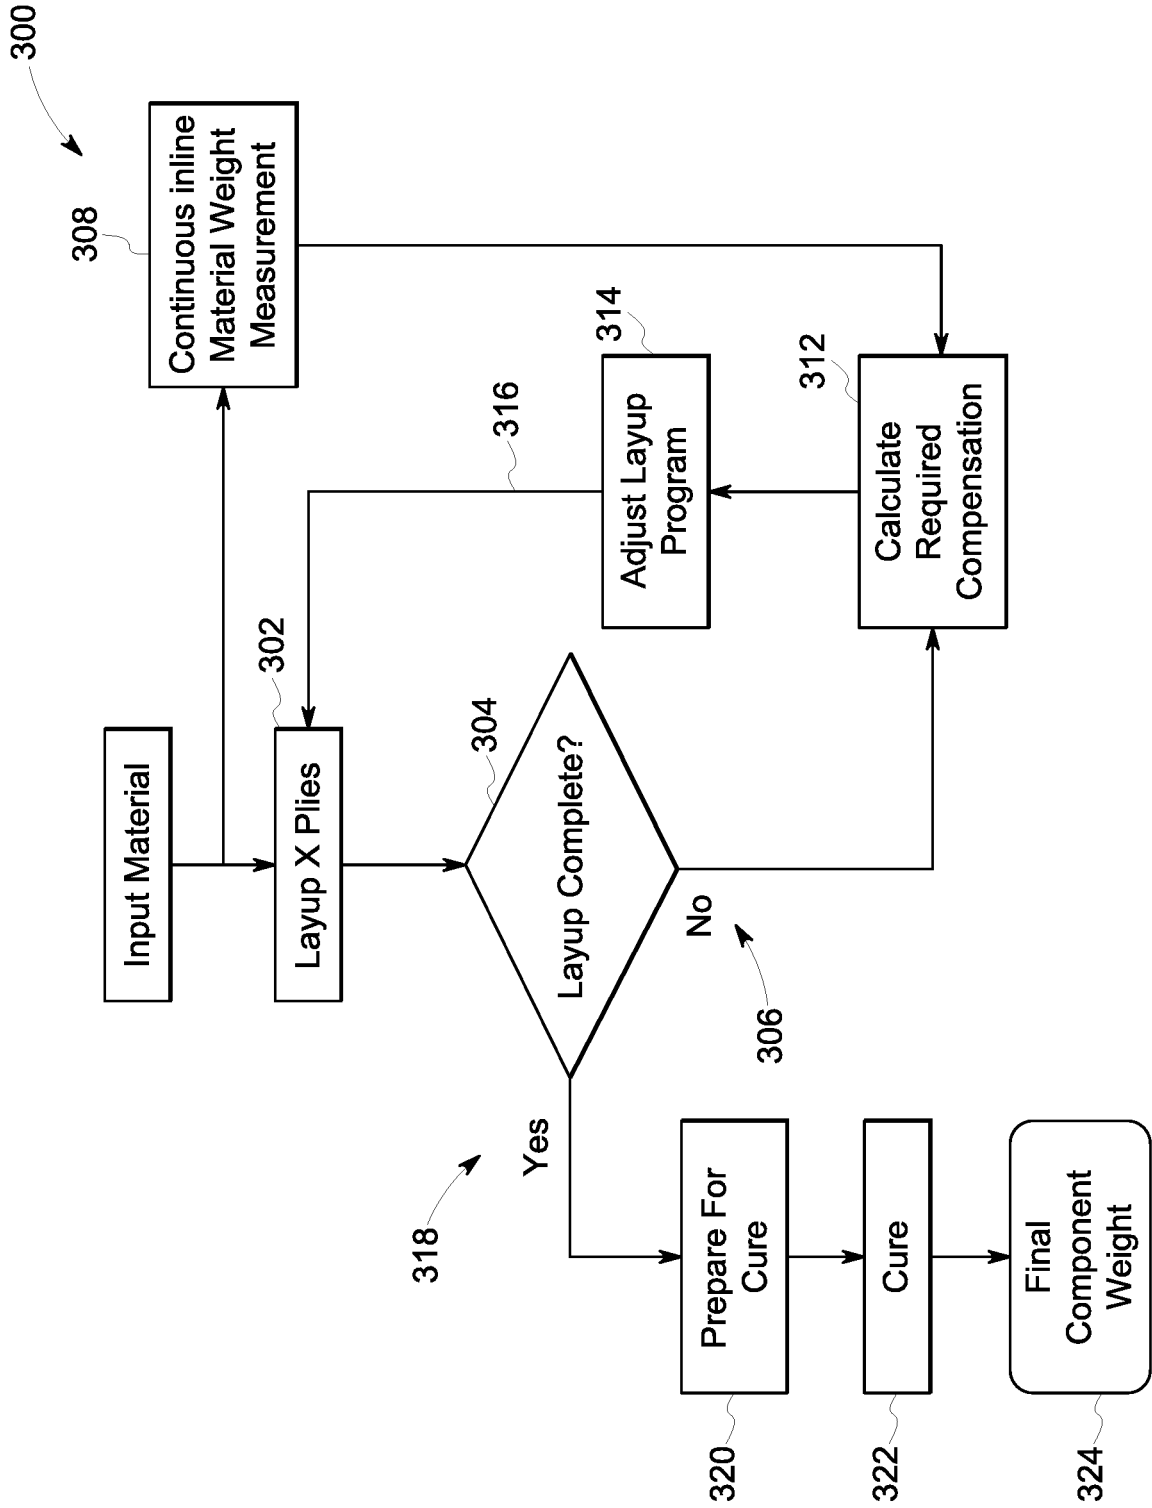 300
308
Continuous inline
Material Weight
Measurement
Input Material
302
Layup X Plies
316
314
Adjust Layup
Program
304
Layup Complete?
312
Calculate
Required
Compensation
No
306
318
Yes
320
Prepare For
Cure
322
Cure
324
Final
Component
Weight